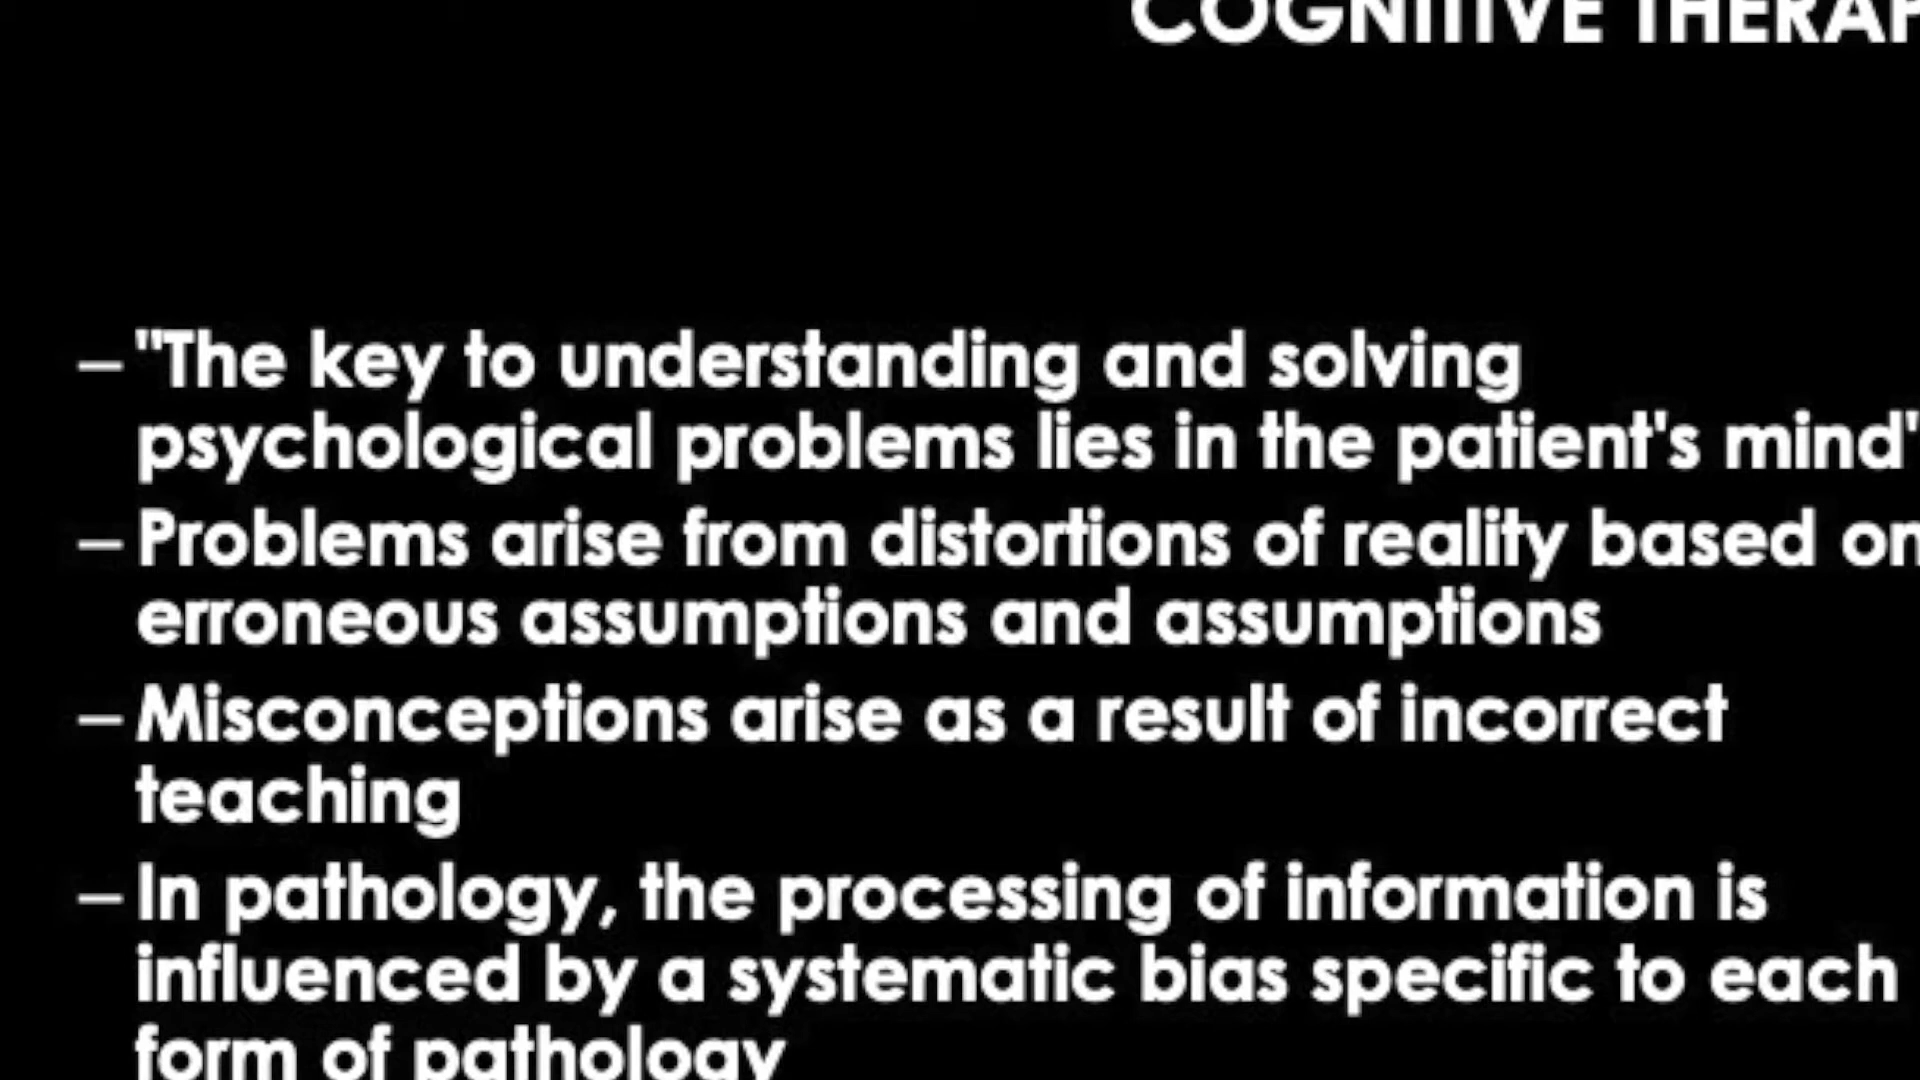 COGNITIVE THERAP
– "The key to understanding and solving
psychological problems lies in the patient's mind"
– Problems arise from distortions of reality based on
erroneous assumptions and assumptions
– Misconceptions arise as a result of incorrect
teaching
– In pathology, the processing of information is
influenced by a systematic bias specific to each
form of pathology